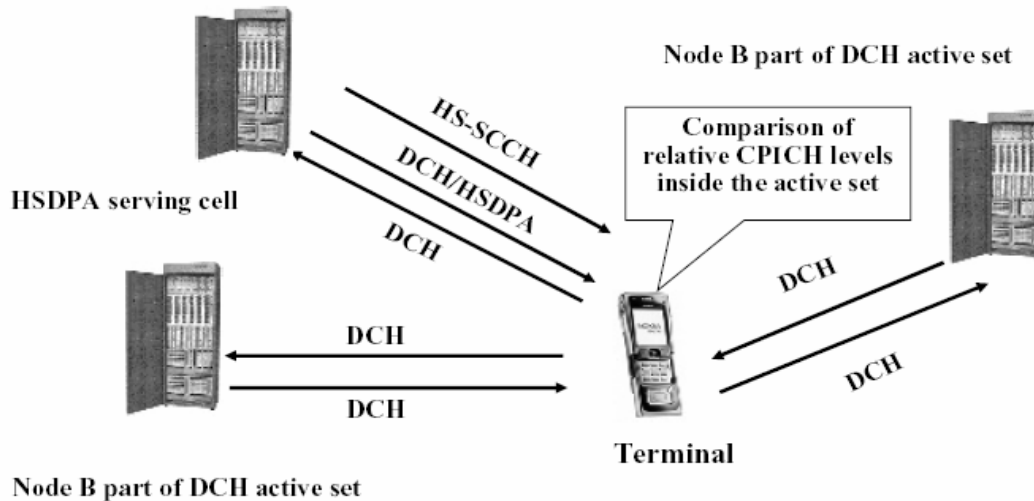 Node B part of DCH active set
HS-SCCH
Comparison of
relative CPICH levels
inside the active set
DCH/HSDPA
HSDPA serving cell
DCH
DCH
DCH
DCH
DCH
Terminal
Node B part of DCH active set